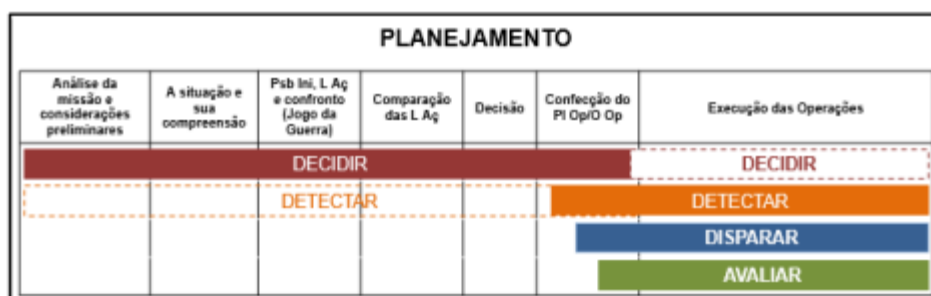 PLANEJAMENTO
Análise da
missão e
considerações
preliminares
A situação e
sua
compreensão
Psb Ini, L Aç
e confronto
(Jogo da
Guerra)
Comparação
das L Aç
Decisão
Confecção do
Pl Op/O Op
Execução das Operações
DECIDIR
DECIDIR
DETECTAR
DETECTAR
DISPARAR
AVALIAR